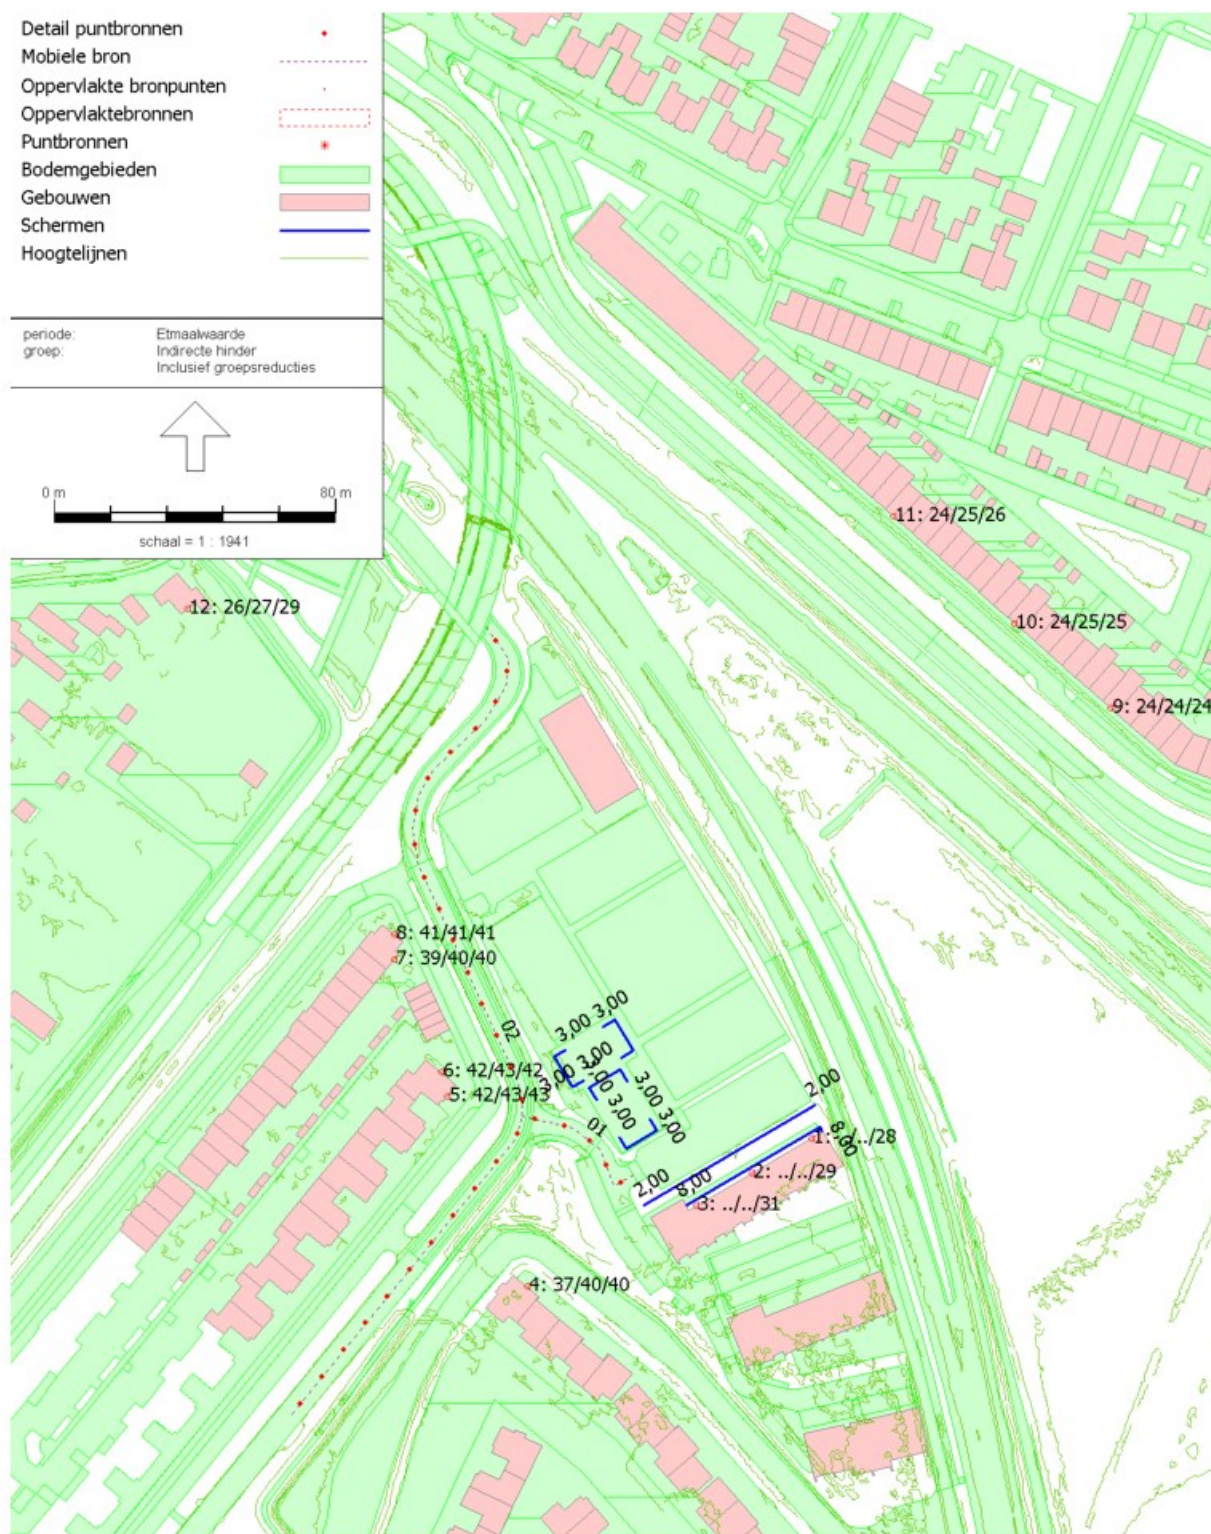 Detail puntbronnen
Mobiele bron
Oppervlakte bronpunten
Oppervlaktebronnen
Puntbronnen
Bodemgebieden
Gebouwen
Schermen
Hoogtelijnen
periode: Etmaalwaarde
groep: Indirecte hinder
Inclusief groepsreducties
0 m 80 m
schaal = 1 : 1941
11: 24/25/26
12: 26/27/29
10: 24/25/25
9: 24/24/24
8: 41/41/41
7: 39/40/40
02
3,00
3,00
3,00
6: 42/43/42
5: 42/43/43
3,00
3,00
3,00
3,00
3,00
01
2,00
8,00
2: ../../29
2,00
8,00
3: ../../31
4: 37/40/40